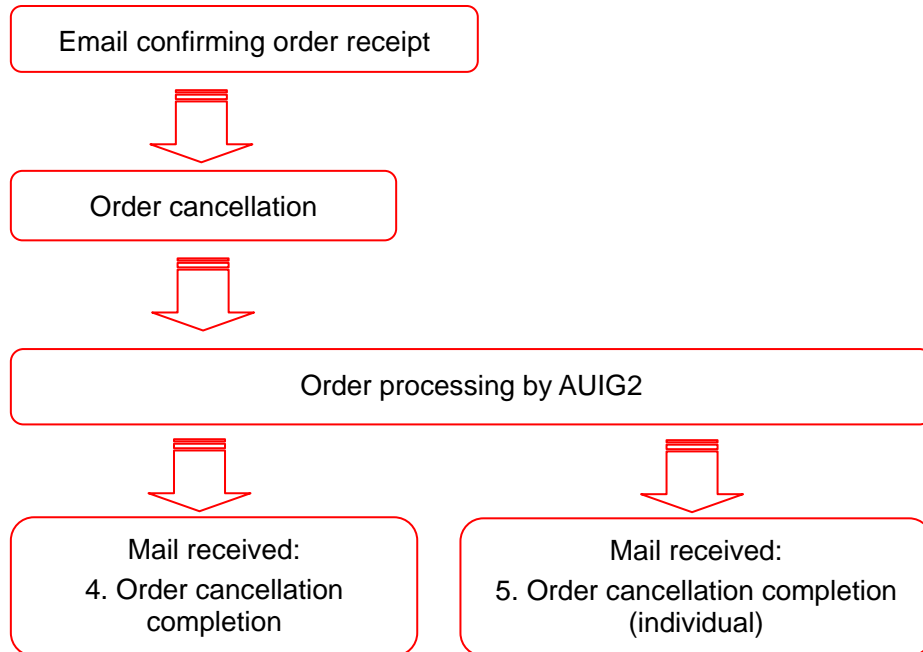 Email confirming order receipt
Order cancellation
Order processing by AUIG2
Mail received:
4. Order cancellation
completion
Mail received:
5. Order cancellation completion
(individual)